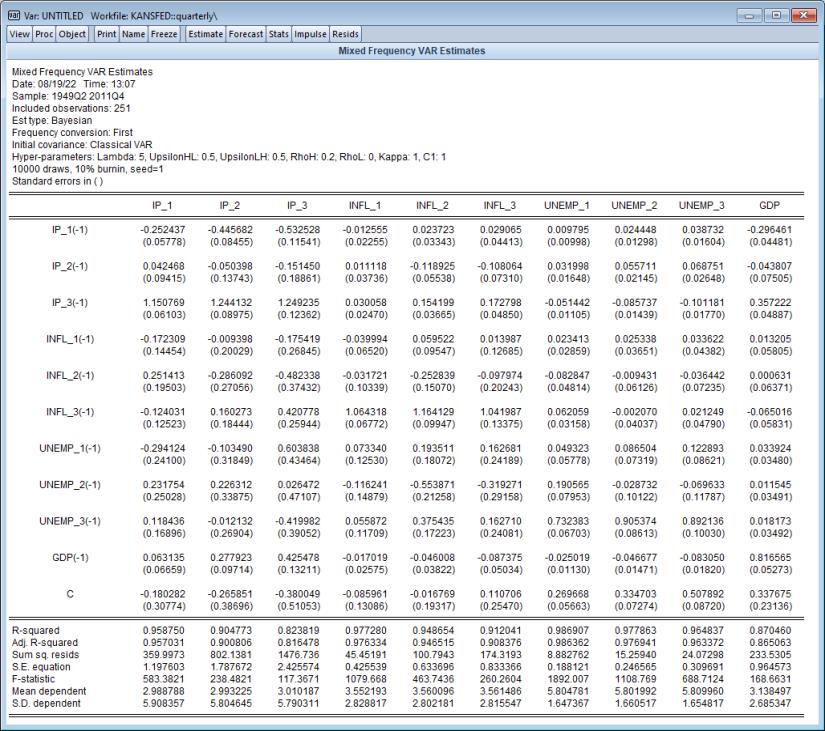 Var: UNTITLED Workfile: KANSFED::quarterly\
View Proc Object Print Name Freeze Estimate Forecast Stats Impulse Resids
Mixed Frequency VAR Estimates
Mixed Frequency VAR Estimates
Date: 08/19/22 Time: 13:07
Sample: 1949Q2 2011Q4
Included observations: 251
Est type: Bayesian
Frequency conversion: First
Initial covariance: Classical VAR
Hyper-parameters: Lambda: 5, UpsilonHL: 0.5, UpsilonLH: 0.5, RhoH: 0.2, RhoL: 0, Kappa: 1, C1: 1
10000 draws, 10% burnin, seed=1
Standard errors in ( )
IP_1 IP_2 IP_3 INFL_1 INFL_2 INFL_3 UNEMP_1 UNEMP_2 UNEMP_3 GDP
IP_1(-1) -0.252437 -0.445682 -0.532528 -0.012555 0.023723 0.029065 0.009795 0.024448 0.038732 -0.296461
(0.05778) (0.08455) (0.11541) (0.02255) (0.03343) (0.04413) (0.00998) (0.01298) (0.01604) (0.04481)
IP_2(-1) 0.042468 -0.050398 -0.151450 0.011118 -0.118925 -0.108064 0.031998 0.055711 0.068751 -0.043807
(0.09415) (0.13743) (0.18861) (0.03736) (0.05538) (0.07310) (0.01648) (0.02145) (0.02648) (0.07505)
IP_3(-1) 1.150769 1.244132 1.249235 0.030058 0.154199 0.172798 -0.051442 -0.085737 -0.101181 0.357222
(0.06103) (0.08975) (0.12362) (0.02470) (0.03665) (0.04850) (0.01105) (0.01439) (0.01770) (0.04887)
INFL_1(-1) -0.172309 -0.009398 -0.175419 -0.039994 0.059522 0.013987 0.023413 0.025338 0.033622 0.013205
(0.14454) (0.20029) (0.26845) (0.06520) (0.09547) (0.12685) (0.02859) (0.03651) (0.04382) (0.05805)
INFL_2(-1) 0.251413 -0.286092 -0.482338 -0.031721 -0.252839 -0.097974 -0.082847 -0.009431 -0.036442 0.000631
(0.19503) (0.27056) (0.37432) (0.10339) (0.15070) (0.20243) (0.04814) (0.06126) (0.07235) (0.06371)
INFL_3(-1) -0.124031 0.160273 0.420778 1.064318 1.164129 1.041987 0.062059 -0.002070 0.021249 -0.065016
(0.12523) (0.18444) (0.25944) (0.06772) (0.09947) (0.13375) (0.03158) (0.04037) (0.04790) (0.05831)
UNEMP_1(-1) -0.294124 -0.103490 0.603838 0.073340 0.193511 0.162681 0.049323 0.086504 0.122893 0.033924
(0.24100) (0.31849) (0.43464) (0.12530) (0.18072) (0.24189) (0.05778) (0.07319) (0.08621) (0.03480)
UNEMP_2(-1) 0.231754 0.226312 0.026472 -0.116241 -0.553871 -0.319271 0.190565 -0.028732 -0.069633 0.011545
(0.25028) (0.33875) (0.47107) (0.14879) (0.21258) (0.29158) (0.07953) (0.10122) (0.11787) (0.03491)
UNEMP_3(-1) 0.118436 -0.012132 -0.419982 0.055872 0.375435 0.162710 0.732383 0.905374 0.892136 0.018173
(0.16896) (0.26904) (0.39052) (0.11709) (0.17223) (0.24081) (0.06703) (0.08613) (0.10030) (0.03492)
GDP(-1) 0.063135 0.277923 0.425478 -0.017019 -0.046008 -0.087375 -0.025019 -0.046677 -0.083050 0.816565
(0.06659) (0.09714) (0.13211) (0.02575) (0.03822) (0.05034) (0.01130) (0.01471) (0.01820) (0.05273)
C -0.180282 -0.265851 -0.380049 -0.085961 -0.016769 0.110706 0.269668 0.334703 0.507892 0.337675
(0.30774) (0.38696) (0.51053) (0.13086) (0.19317) (0.25470) (0.05663) (0.07274) (0.08720) (0.23136)
R-squared 0.958750 0.904773 0.823819 0.977280 0.948654 0.912041 0.986907 0.977863 0.964837 0.870460
Adj. R-squared 0.957031 0.900806 0.816478 0.976334 0.946515 0.908376 0.986362 0.976941 0.963372 0.865063
Sum sq. resids 359.9973 802.1381 1476.736 45.45191 100.7943 174.3193 8.882762 15.25940 24.07298 233.5305
S.E. equation 1.197603 1.787672 2.425574 0.425539 0.633696 0.833366 0.188121 0.246565 0.309691 0.964573
F-statistic 583.3821 238.4821 117.3671 1079.668 463.7436 260.2604 1892.007 1108.769 688.7124 168.6631
Mean dependent 2.988788 2.993225 3.010187 3.552193 3.560096 3.561486 5.804781 5.801992 5.809960 3.138497
S.D. dependent 5.908357 5.804645 5.790311 2.828817 2.802181 2.815547 1.647367 1.660517 1.654817 2.685347